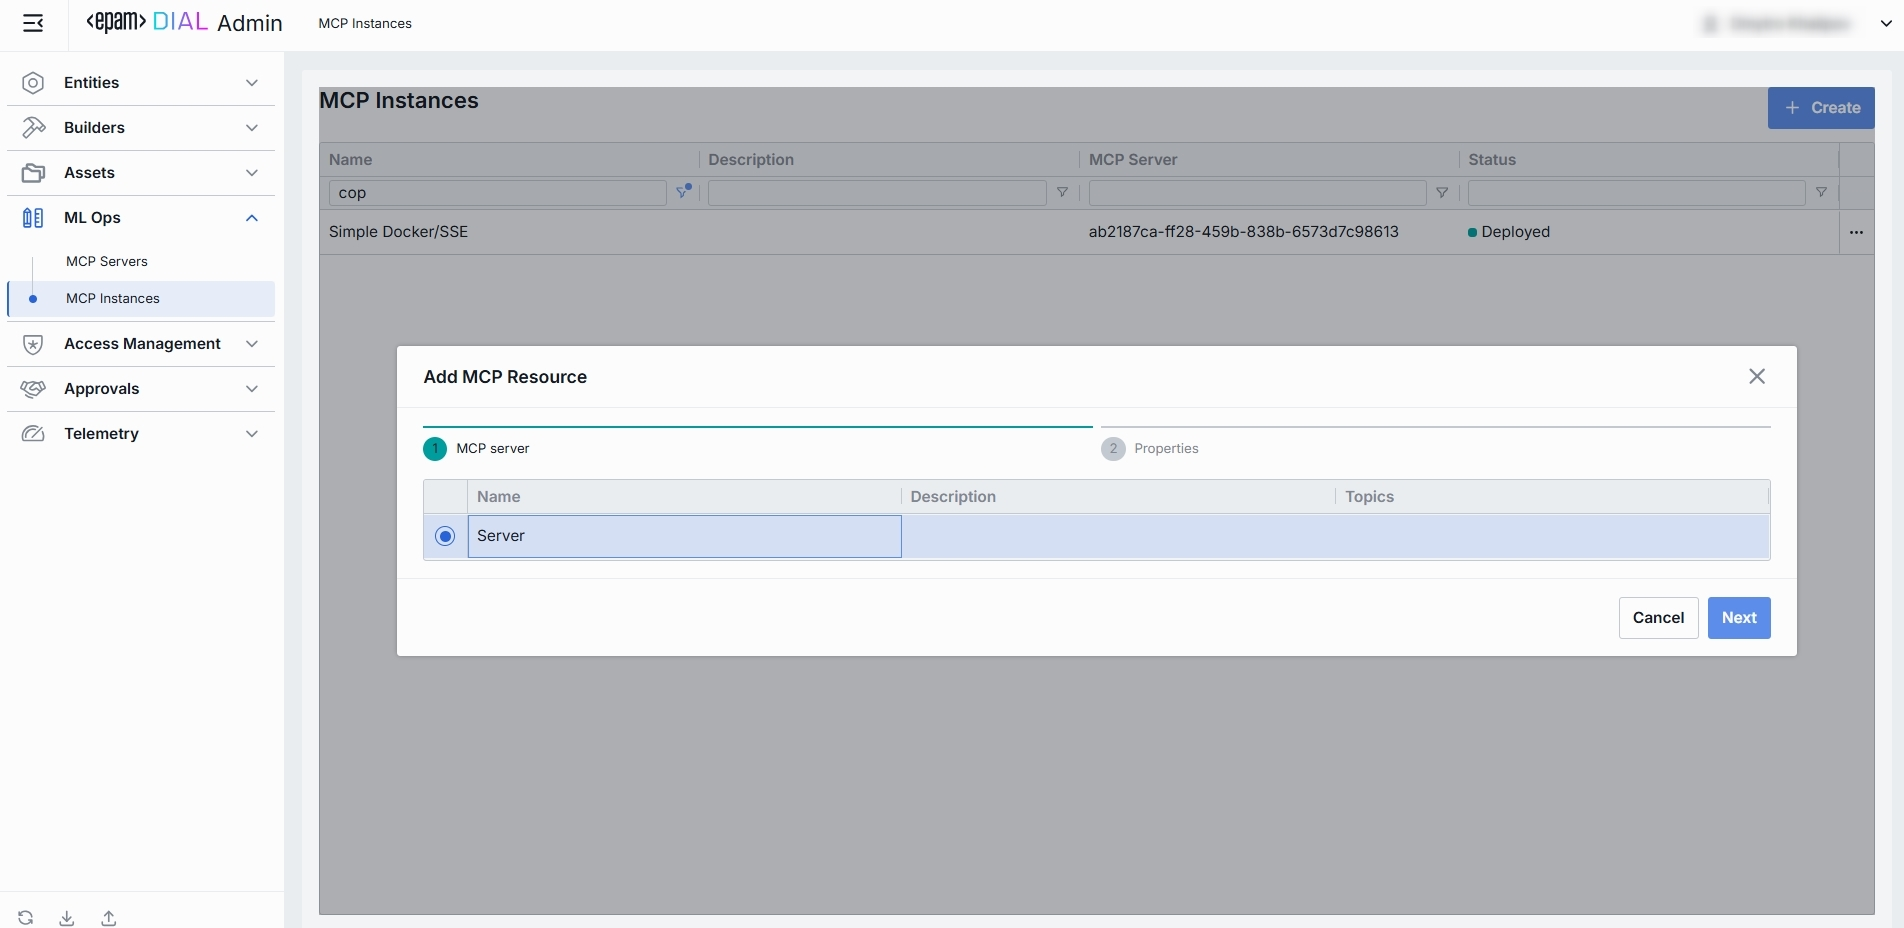 <epam> DIAL Admin
MCP Instances
Entities
Builders
Assets
ML Ops
MCP Servers
MCP Instances
Access Management
Approvals
Telemetry
MCP Instances
+ Create
Name Description MCP Server Status
cop
Simple Docker/SSE ab2187ca-ff28-459b-838b-6573d7c98613 Deployed
Add MCP Resource
1 MCP server
2 Properties
Name Description Topics
Server
Cancel Next